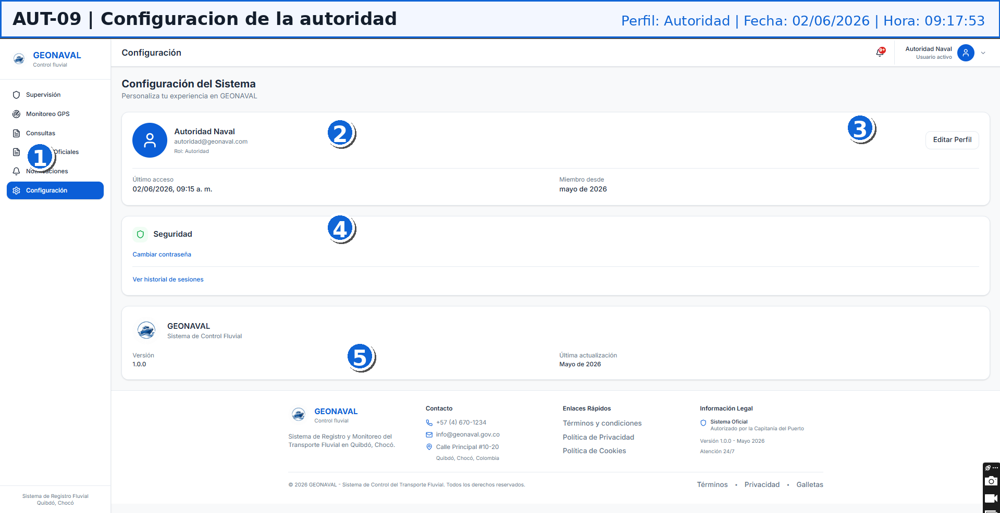 AUT-09 | Configuracion de la autoridad
Perfil: Autoridad | Fecha: 02/06/2026 | Hora: 09:17:53
GEONAVAL
Control fluvial
Configuración
9+
Autoridad Naval
Usuario activo
Supervisión
Monitoreo GPS
Consultas
Oficiales
Configuración
1
Configuración del Sistema
Personaliza tu experiencia en GEONAVAL
Autoridad Naval
autoridad@geonaval.com
Rol: Autoridad
2
3
Editar Perfil
Último acceso
02/06/2026, 09:15 a. m.
Miembro desde
mayo de 2026
Seguridad
4
Cambiar contraseña
Ver historial de sesiones
GEONAVAL
Sistema de Control Fluvial
Versión
1.0.0
5
Última actualización
Mayo de 2026
GEONAVAL
Control fluvial
Sistema de Registro y Monitoreo del
Transporte Fluvial en Quibdó, Chocó.
Contacto
+57 (4) 670-1234
info@geonaval.gov.co
Calle Principal #10-20
Quibdó, Chocó, Colombia
Enlaces Rápidos
Términos y condiciones
Política de Privacidad
Política de Cookies
Información Legal
Sistema Oficial
Autorizado por la Capitanía del Puerto
Versión 1.0.0 - Mayo 2026
Atención 24/7
© 2026 GEONAVAL - Sistema de Control del Transporte Fluvial. Todos los derechos reservados.
Términos • Privacidad • Galletas
Sistema de Registro Fluvial
Quibdó, Chocó